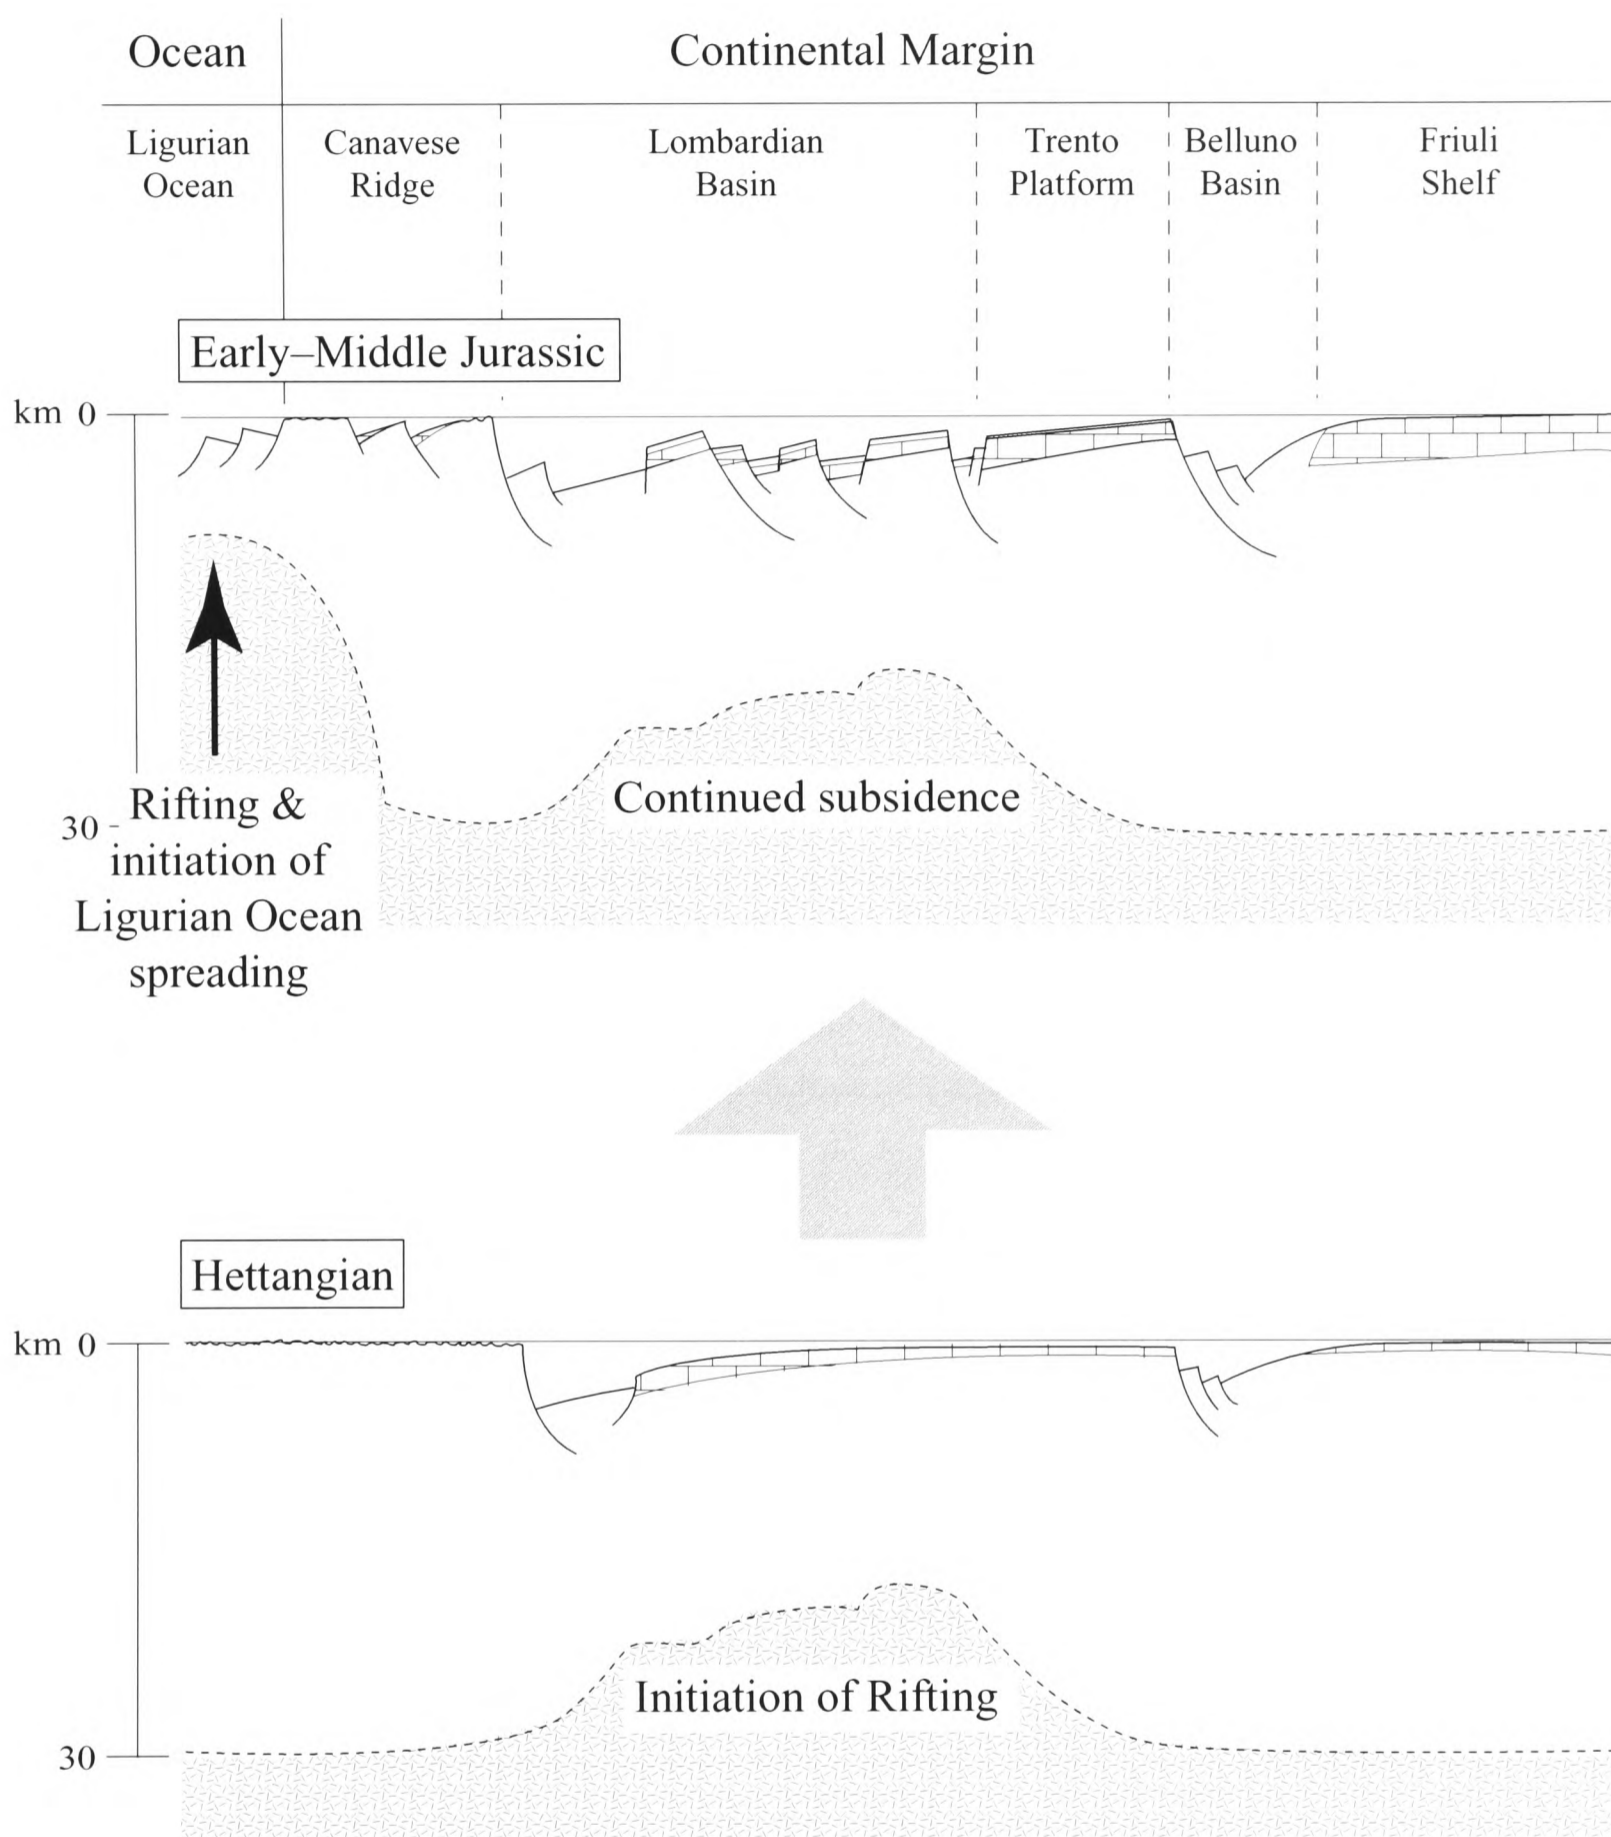 Ocean
Continental Margin
Ligurian
Ocean
Canavese
Ridge
Lombardian
Basin
Trento
Platform
Belluno
Basin
Friuli
Shelf
Early–Middle Jurassic
km 0
30
Rifting &
initiation of
Ligurian Ocean
spreading
Continued subsidence
Hettangian
km 0
30
Initiation of Rifting